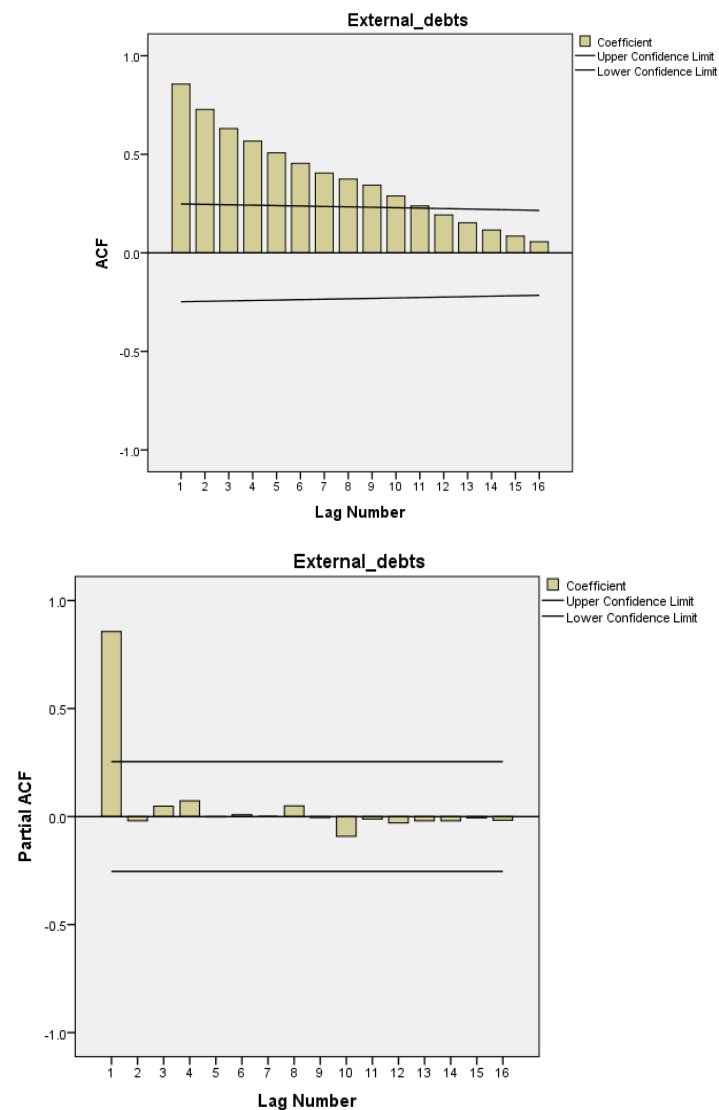 External_debts
Coefficient
Upper Confidence Limit
Lower Confidence Limit
1.0
0.5
0.0
-0.5
-1.0
ACF
1 2 3 4 5 6 7 8 9 10 11 12 13 14 15 16
Lag Number
External_debts
Coefficient
Upper Confidence Limit
Lower Confidence Limit
1.0
0.5
0.0
-0.5
-1.0
Partial ACF
1 2 3 4 5 6 7 8 9 10 11 12 13 14 15 16
Lag Number